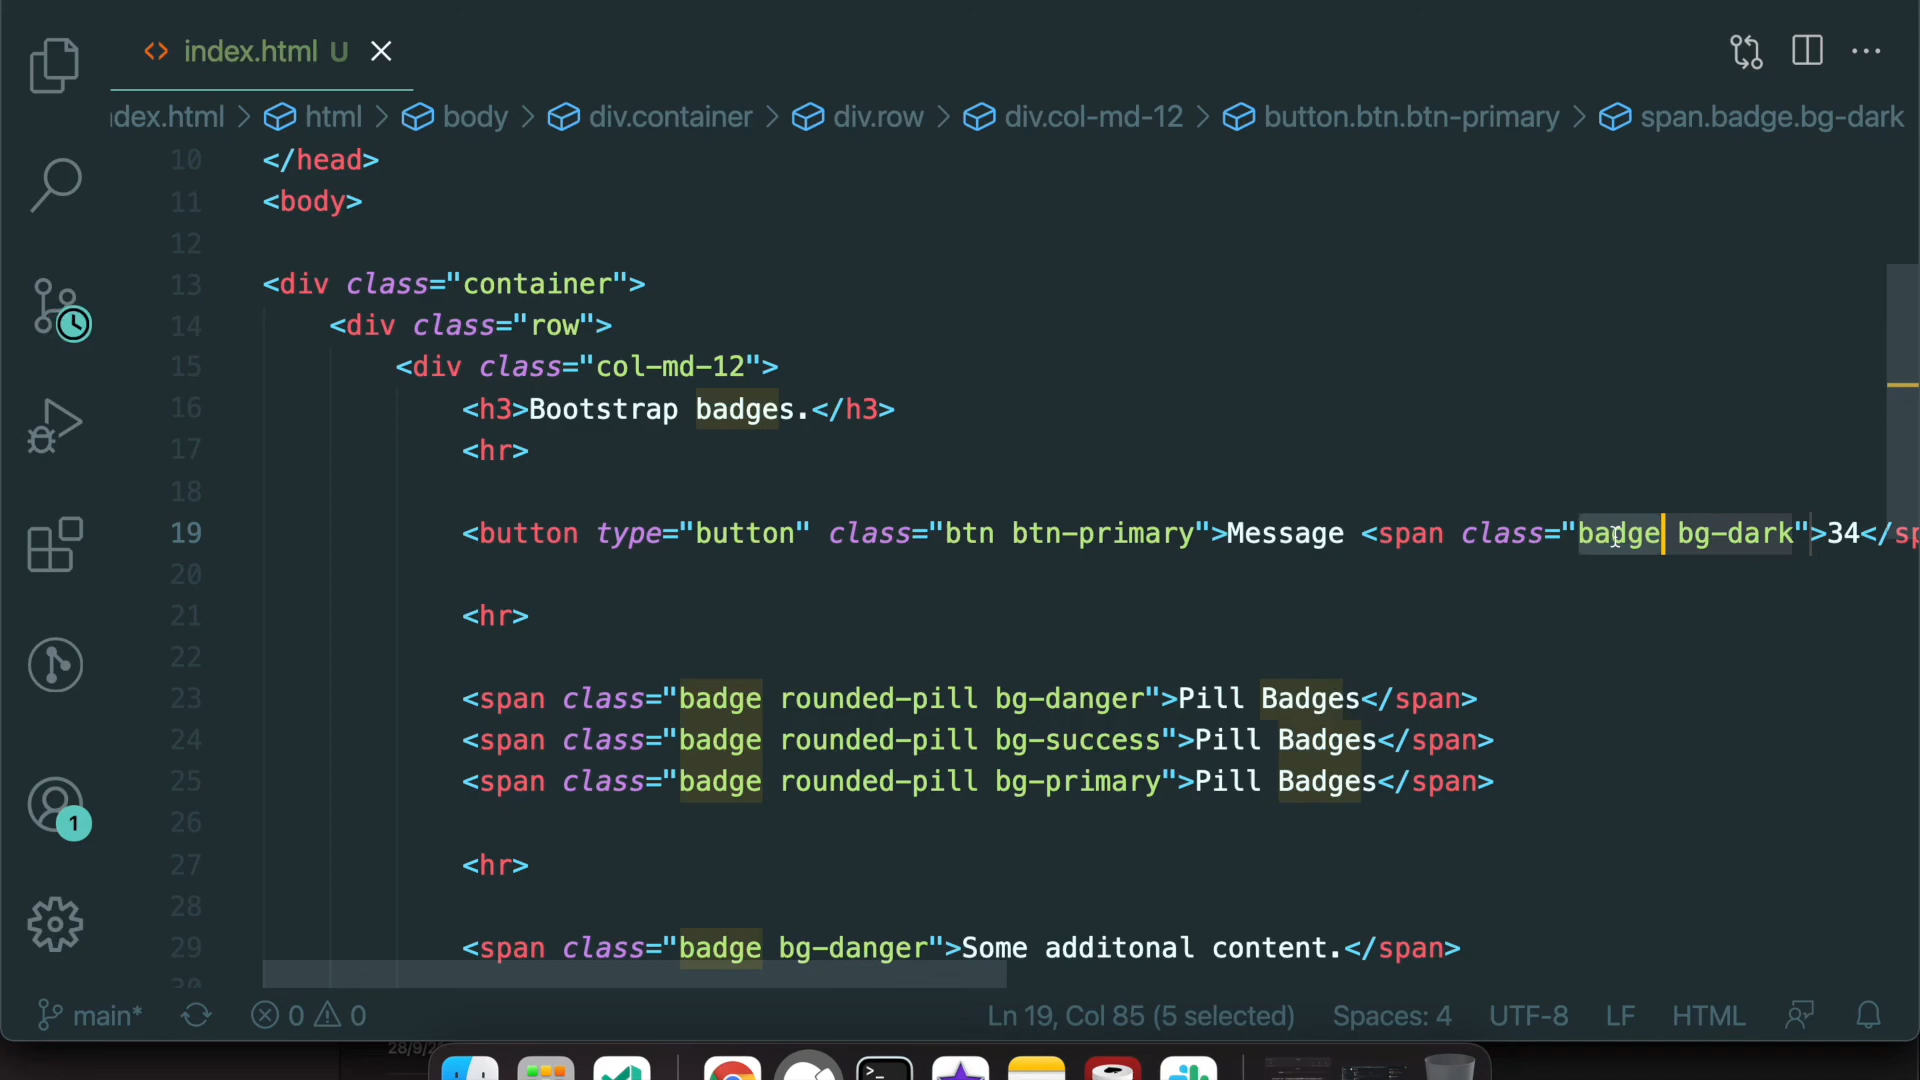 index.html U
ndex.html > html > body > div.container > div.row > div.col-md-12 > button.btn.btn-primary > span.badge.bg-dark
10 </head>
11 <body>
12
13 <div class="container">
14 <div class="row">
15 <div class="col-md-12">
16 <h3>Bootstrap badges.</h3>
17 <hr>
18
19 <button type="button" class="btn btn-primary">Message <span class="badge bg-dark">34</sp
20
21 <hr>
22
23 <span class="badge rounded-pill bg-danger">Pill Badges</span>
24 <span class="badge rounded-pill bg-success">Pill Badges</span>
25 <span class="badge rounded-pill bg-primary">Pill Badges</span>
26
27 <hr>
28
29 <span class="badge bg-danger">Some additonal content.</span>
30
1
main* 0 0 Ln 19, Col 85 (5 selected) Spaces: 4 UTF-8 LF HTML